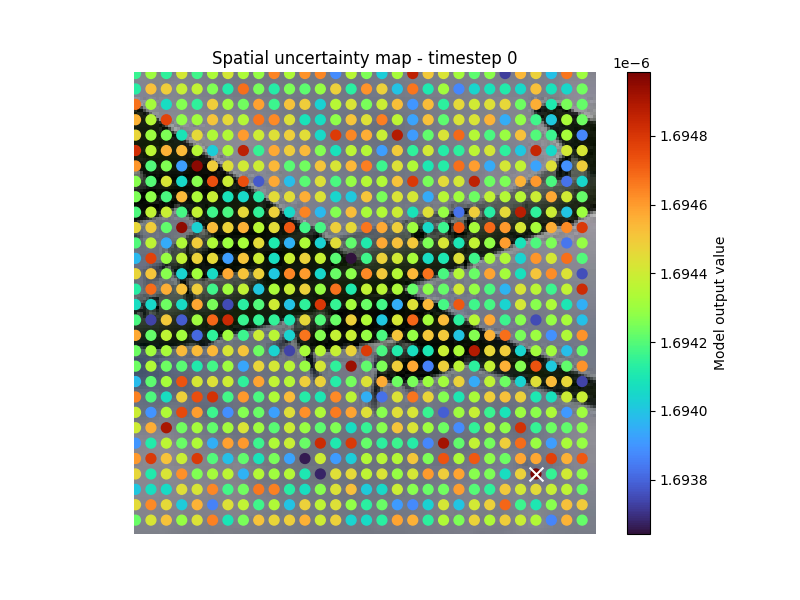 Spatial uncertainty map - timestep 0
1e−6
1.6948
1.6946
1.6944
1.6942
1.6940
1.6938
Model output value